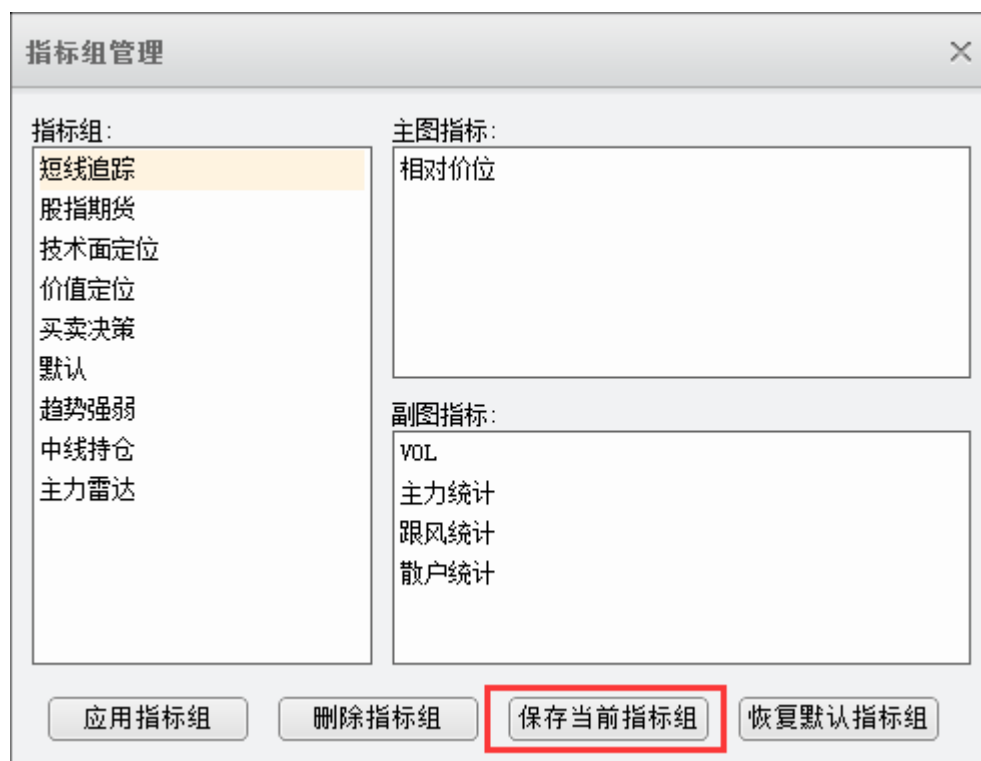 指标组管理
指标组:
短线追踪
股指期货
技术面定位
价值定位
买卖决策
默认
趋势强弱
中线持仓
主力雷达
主图指标:
相对价位
副图指标:
VOL
主力统计
跟风统计
散户统计
应用指标组
删除指标组
保存当前指标组
恢复默认指标组